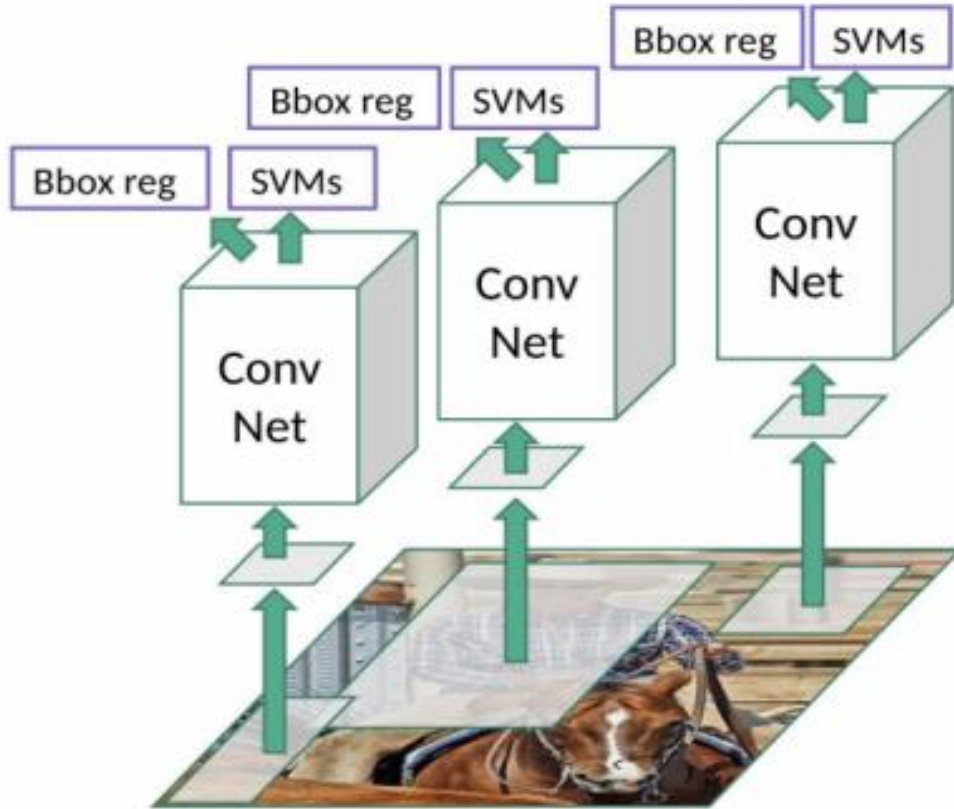 Bbox reg
SVMs
Bbox reg
SVMs
Bbox reg
SVMs
Conv
Net
Conv
Net
Conv
Net